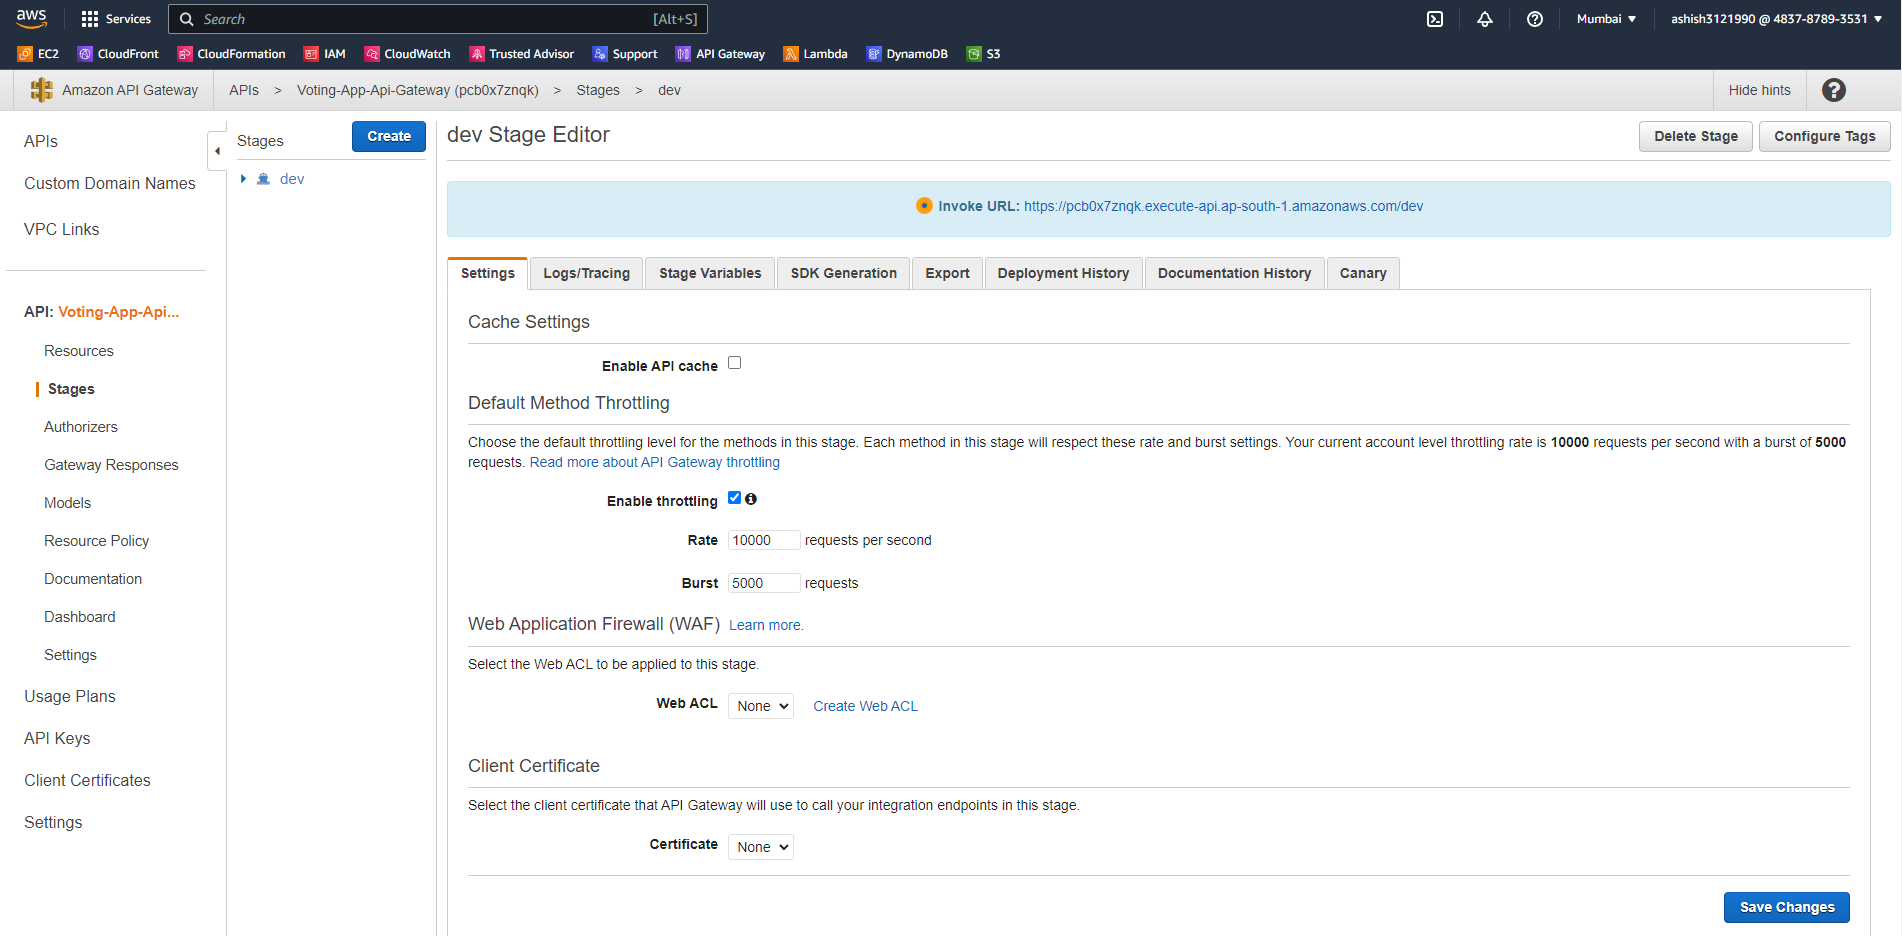 aws
Services
Search
[Alt+S]
Mumbai ▼
ashish3121990 @ 4837-8789-3531 ▼
EC2
CloudFront
CloudFormation
IAM
CloudWatch
Trusted Advisor
Support
API Gateway
Lambda
DynamoDB
S3
Amazon API Gateway
APIs > Voting-App-Api-Gateway (pcb0x7znqk) > Stages > dev
Hide hints
?
APIs
Custom Domain Names
VPC Links
API: Voting-App-Api...
Resources
Stages
Authorizers
Gateway Responses
Models
Resource Policy
Documentation
Dashboard
Settings
Usage Plans
API Keys
Client Certificates
Settings
Stages
Create
dev
dev Stage Editor
Delete Stage
Configure Tags
Invoke URL: https://pcb0x7znqk.execute-api.ap-south-1.amazonaws.com/dev
Settings
Logs/Tracing
Stage Variables
SDK Generation
Export
Deployment History
Documentation History
Canary
Cache Settings
Enable API cache
Default Method Throttling
Choose the default throttling level for the methods in this stage. Each method in this stage will respect these rate and burst settings. Your current account level throttling rate is 10000 requests per second with a burst of 5000
requests. Read more about API Gateway throttling
Enable throttling
Rate 10000 requests per second
Burst 5000 requests
Web Application Firewall (WAF) Learn more.
Select the Web ACL to be applied to this stage.
Web ACL None Create Web ACL
Client Certificate
Select the client certificate that API Gateway will use to call your integration endpoints in this stage.
Certificate None
Save Changes